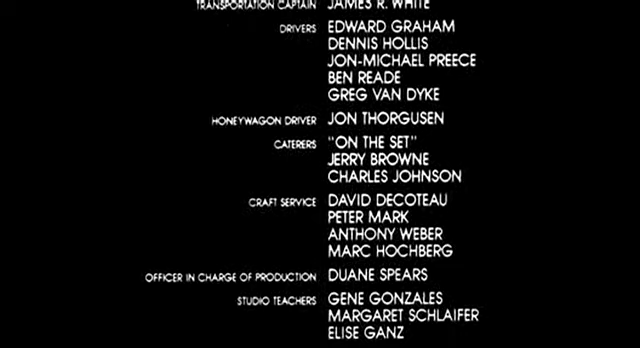 TRANSPORTATION CAPTAIN JAMES R. WHITE
DRIVERS EDWARD GRAHAM
DENNIS HOLLIS
JON-MICHAEL PREECE
BEN READE
GREG VAN DYKE
HONEYWAGON DRIVER JON THORGUSEN
CATERERS "ON THE SET"
JERRY BROWNE
CHARLES JOHNSON
CRAFT SERVICE DAVID DECOTEAU
PETER MARK
ANTHONY WEBER
MARC HOCHBERG
OFFICER IN CHARGE OF PRODUCTION DUANE SPEARS
STUDIO TEACHERS GENE GONZALES
MARGARET SCHLAIFER
ELISE GANZ